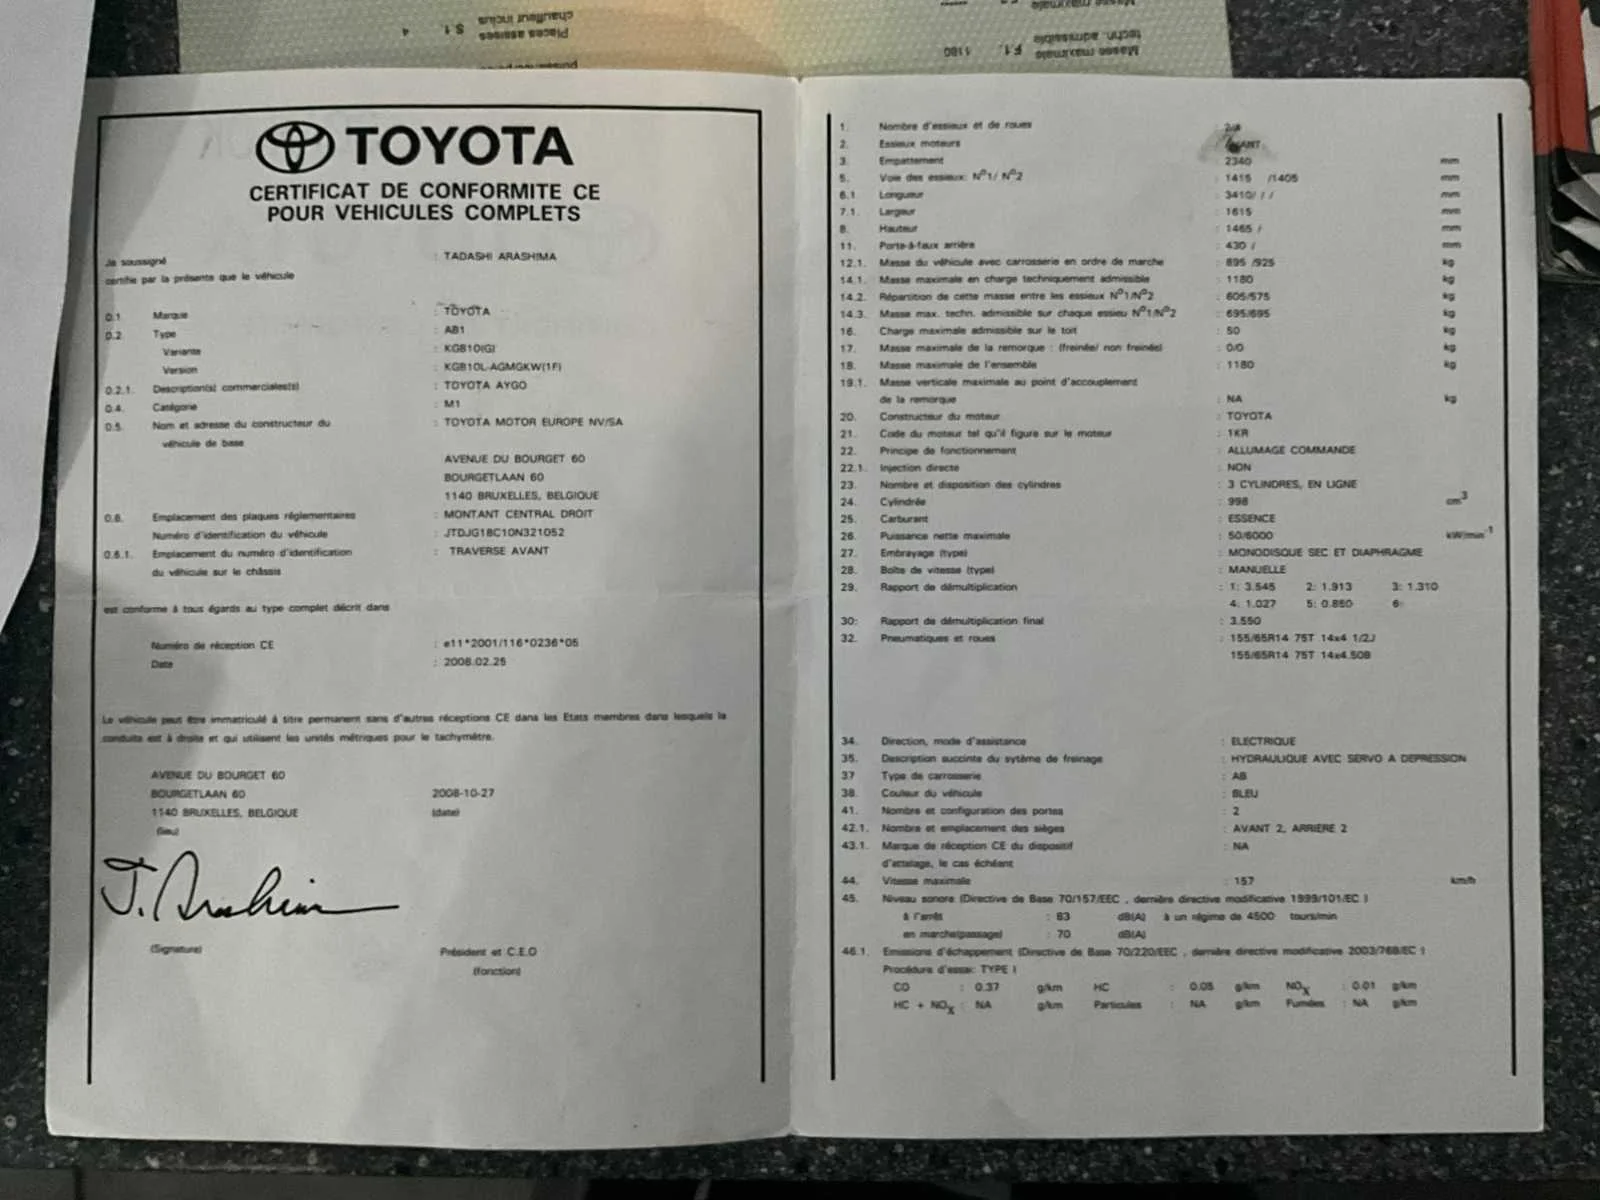 Places assises S.1 4
chauffeur inclus
Masse maximale F.1. 1180
techn. admissible
Masse maximale
TOYOTA
CERTIFICAT DE CONFORMITE CE
POUR VEHICULES COMPLETS
Je soussigné : TADASHI ARASHIMA
certifie par la présente que le véhicule
0.1 Marque : TOYOTA
0.2 Type : AB1
Variante : KGB10(G)
Version : KGB10L-AGMGKW(1F)
0.2.1. Description(s) commerciales(s) : TOYOTA AYGO
0.4. Catégorie : M1
0.5. Nom et adresse du constructeur du : TOYOTA MOTOR EUROPE NV/SA
véhicule de base
AVENUE DU BOURGET 60
BOURGETLAAN 60
1140 BRUXELLES, BELGIQUE
0.6. Emplacement des plaques réglementaires : MONTANT CENTRAL DROIT
Numéro d'identification du véhicule : JTDJG18C10N321052
0.6.1. Emplacement du numéro d'identification : TRAVERSE AVANT
du véhicule sur le châssis
est conforme à tous égards au type complet décrit dans
Numéro de réception CE : e11*2001/116*0236*05
Date : 2008.02.25
Le véhicule peut être immatriculé à titre permanent sans d'autres réceptions CE dans les Etats membres dans lesquels la
conduite est à droite et qui utilisent les unités métriques pour le tachymètre.
AVENUE DU BOURGET 60
BOURGETLAAN 60 2008-10-27
1140 BRUXELLES, BELGIQUE (date)
(lieu)
J. Arashima
(Signature) Président et C.E.O
(fonction)
1. Nombre d'essieux et de roues :
2. Essieux moteurs :
3. Empattement : 2340 mm
5. Voie des essieux: Nº1/ Nº2 : 1415 /1405 mm
6.1 Longueur : 3410/ / / mm
7.1. Largeur : 1615 mm
8. Hauteur : 1465 / mm
11. Porte-à-faux arrière : 430 / mm
12.1. Masse du véhicule avec carrosserie en ordre de marche : 895 /925 kg
14.1. Masse maximale en charge techniquement admissible : 1180 kg
14.2. Répartition de cette masse entre les essieux Nº1/Nº2 : 605/575 kg
14.3. Masse max. techn. admissible sur chaque essieu Nº1/Nº2 : 695/695 kg
16. Charge maximale admissible sur le toit : 50 kg
17. Masse maximale de la remorque : (freinée/ non freinée) : 0/0 kg
18. Masse maximale de l'ensemble : 1180 kg
19.1. Masse verticale maximale au point d'accouplement
de la remorque : NA kg
20. Constructeur du moteur : TOYOTA
21. Code du moteur tel qu'il figure sur le moteur : 1KR
22. Principe de fonctionnement : ALLUMAGE COMMANDE
22.1. Injection directe : NON
23. Nombre et disposition des cylindres : 3 CYLINDRES, EN LIGNE
24. Cylindrée : 998 cm3
25. Carburant : ESSENCE
26. Puissance nette maximale : 50/6000 kW/min-1
27. Embrayage (type) : MONODISQUE SEC ET DIAPHRAGME
28. Boîte de vitesse (type) : MANUELLE
29. Rapport de démultiplication : 1: 3.545 2: 1.913 3: 1.310
4: 1.027 5: 0.850 6:
30: Rapport de démultiplication final : 3.550
32. Pneumatiques et roues : 155/65R14 75T 14x4 1/2J
155/65R14 75T 14x4.50B
34. Direction, mode d'assistance : ELECTRIQUE
35. Description succinte du sytème de freinage : HYDRAULIQUE AVEC SERVO A DEPRESSION
37 Type de carrosserie : AB
38. Couleur du véhicule : BLEU
41. Nombre et configuration des portes : 2
42.1. Nombre et emplacement des sièges : AVANT 2, ARRIERE 2
43.1. Marque de réception CE du dispositif : NA
d'attelage, le cas échéant
44. Vitesse maximale : 157 km/h
45. Niveau sonore (Directive de Base 70/157/EEC , dernière directive modificative 1999/101/EC )
à l'arrêt : 83 dB(A) à un régime de 4500 tours/min
en marche(passage) : 70 dB(A)
46.1. Emissions d'échappement (Directive de Base 70/220/EEC , dernière directive modificative 2003/76B/EC )
Procédure d'essai: TYPE I
CO : 0.37 g/km HC : 0.05 g/km NOX : 0.01 g/km
HC + NOX : NA g/km Particules : NA g/km Fumées : NA g/km